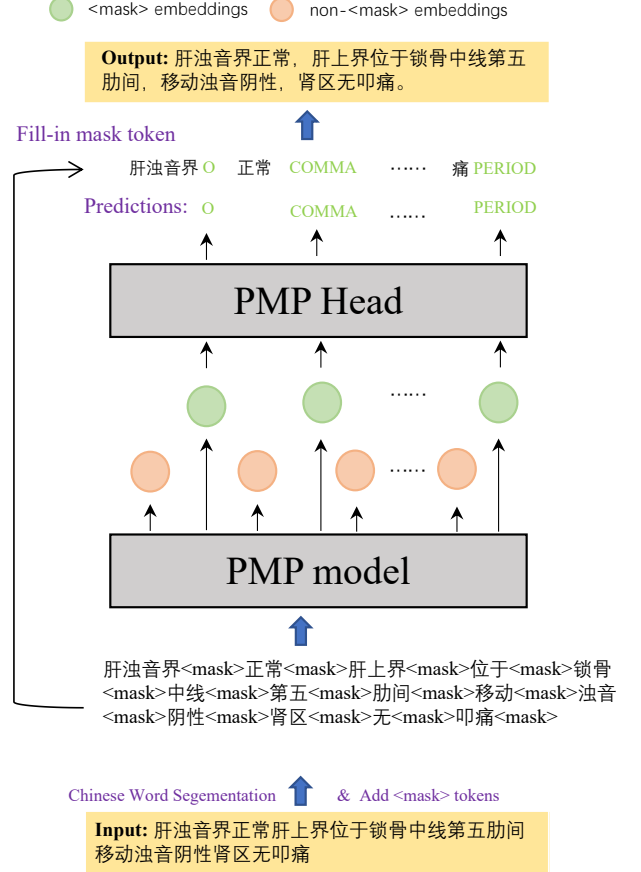 <mask> embeddings non-<mask> embeddings
Output: 肝浊音界正常，肝上界位于锁骨中线第五
肋间，移动浊音阴性，肾区无叩痛。
Fill-in mask token
肝浊音界 O 正常 COMMA …… 痛 PERIOD
Predictions: O COMMA …… PERIOD
PMP Head
……
……
PMP model
肝浊音界<mask>正常<mask>肝上界<mask>位于<mask>锁骨
<mask>中线<mask>第五<mask>肋间<mask>移动<mask>浊音
<mask>阴性<mask>肾区<mask>无<mask>叩痛<mask>
Chinese Word Segementation & Add <mask> tokens
Input: 肝浊音界正常肝上界位于锁骨中线第五肋间
移动浊音阴性肾区无叩痛